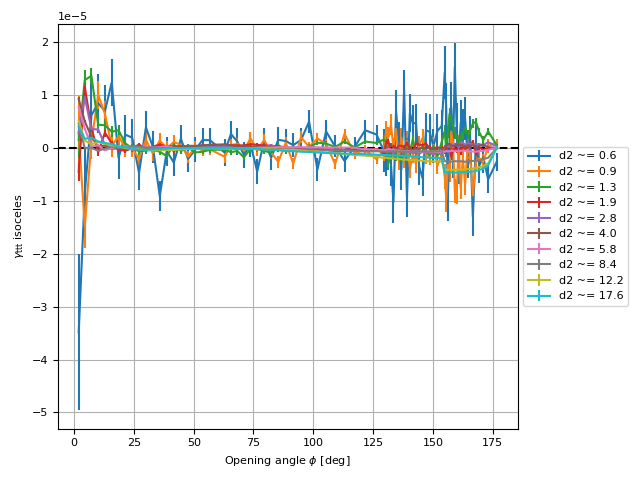 1e−5
2
1
0
−1
−2
−3
−4
−5
γttt isoceles
0
25
50
75
100
125
150
175
Opening angle ϕ [deg]
d2 ~= 0.6
d2 ~= 0.9
d2 ~= 1.3
d2 ~= 1.9
d2 ~= 2.8
d2 ~= 4.0
d2 ~= 5.8
d2 ~= 8.4
d2 ~= 12.2
d2 ~= 17.6